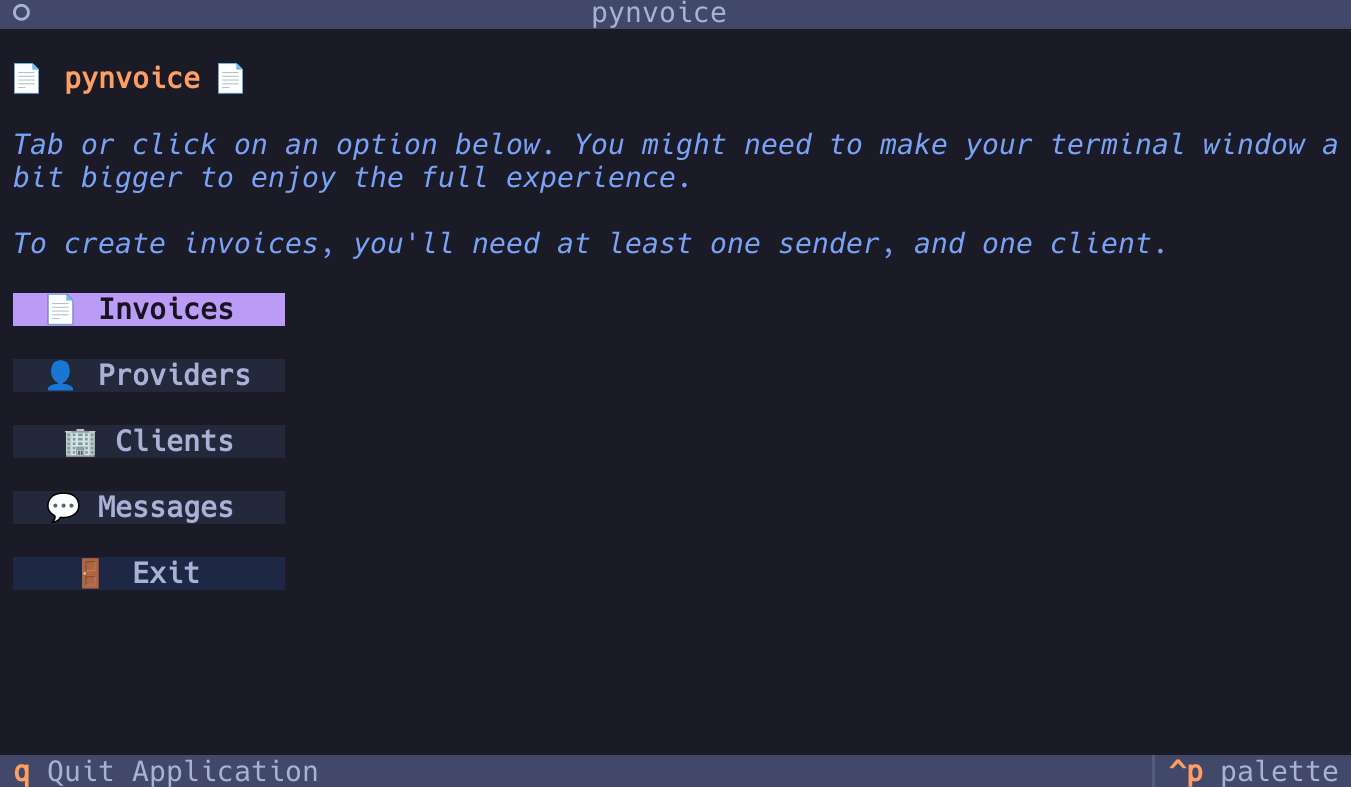 pynvoice
pynvoice
Tab or click on an option below. You might need to make your terminal window a
bit bigger to enjoy the full experience.
To create invoices, you'll need at least one sender, and one client.
Invoices
Providers
Clients
Messages
Exit
q Quit Application
^p palette